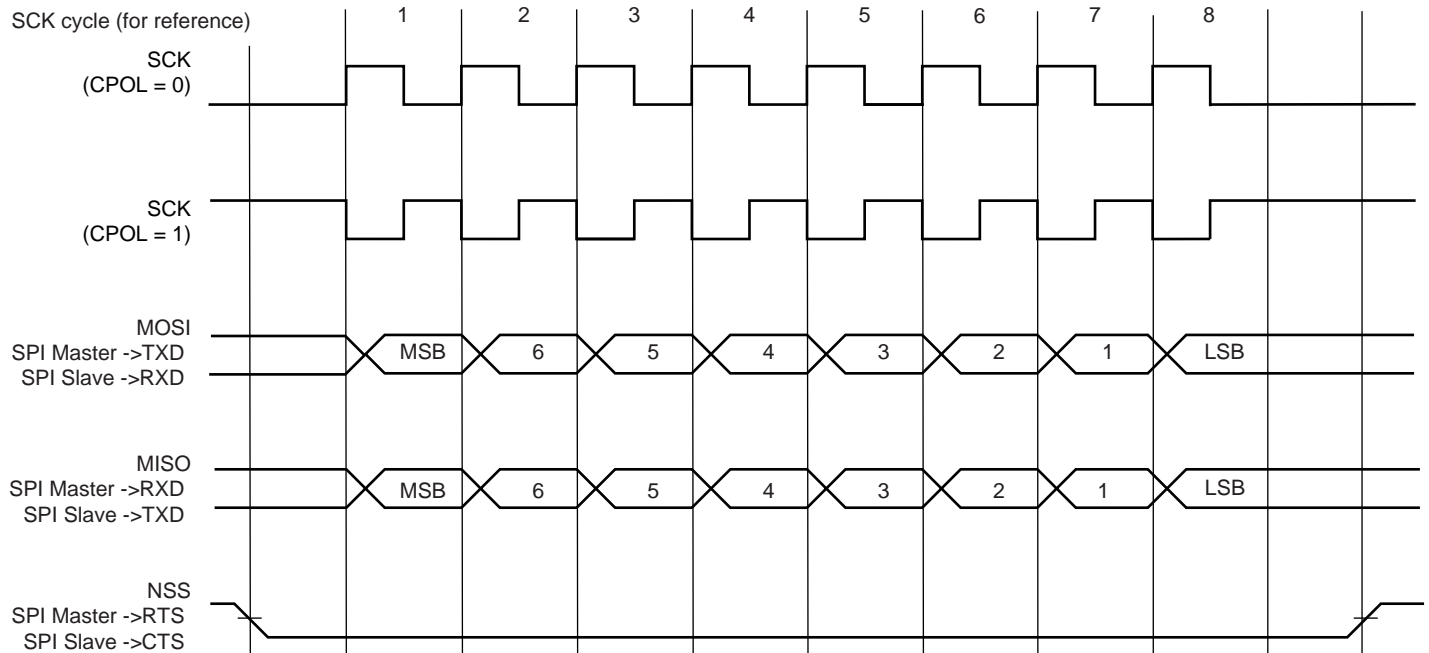 SCK cycle (for reference)
1 2 3 4 5 6 7 8
SCK
(CPOL = 0)
SCK
(CPOL = 1)
MOSI
SPI Master ->TXD
SPI Slave ->RXD
MSB 6 5 4 3 2 1 LSB
MISO
SPI Master ->RXD
SPI Slave ->TXD
MSB 6 5 4 3 2 1 LSB
NSS
SPI Master ->RTS
SPI Slave ->CTS